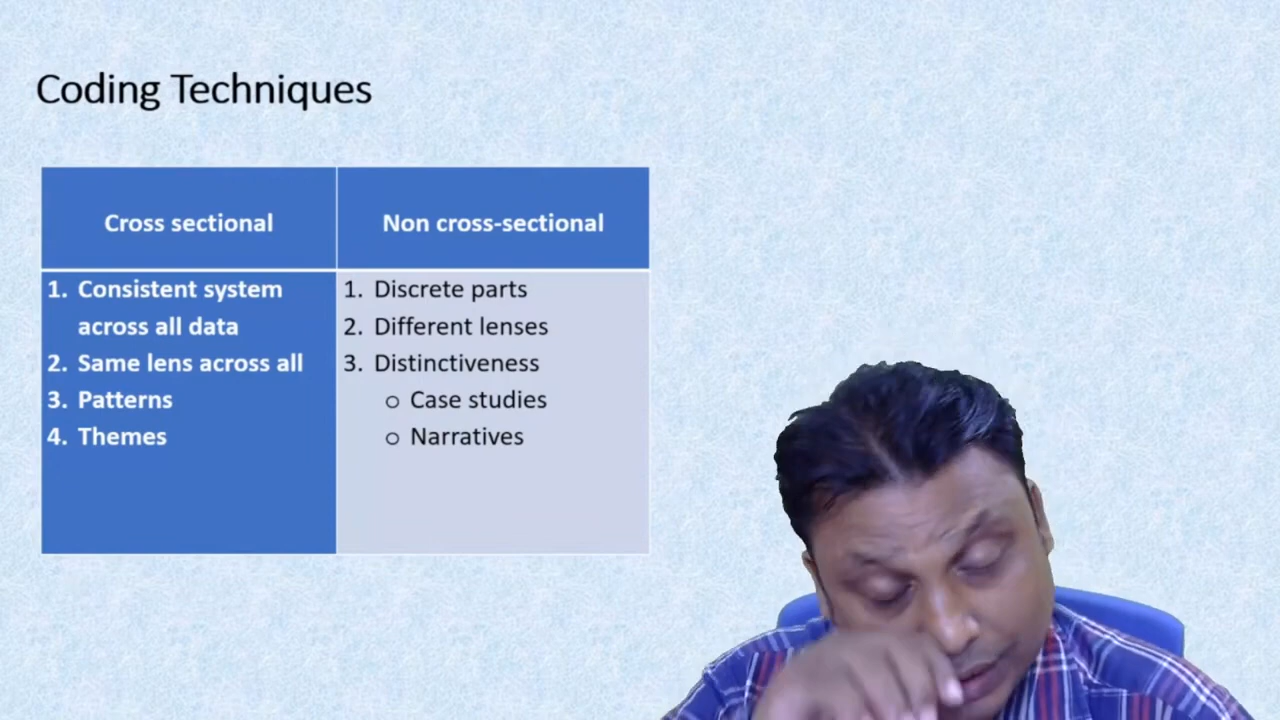 Coding Techniques
Cross sectional
Non cross-sectional
1. Consistent system
across all data
2. Same lens across all
3. Patterns
4. Themes
1. Discrete parts
2. Different lenses
3. Distinctiveness
o Case studies
o Narratives